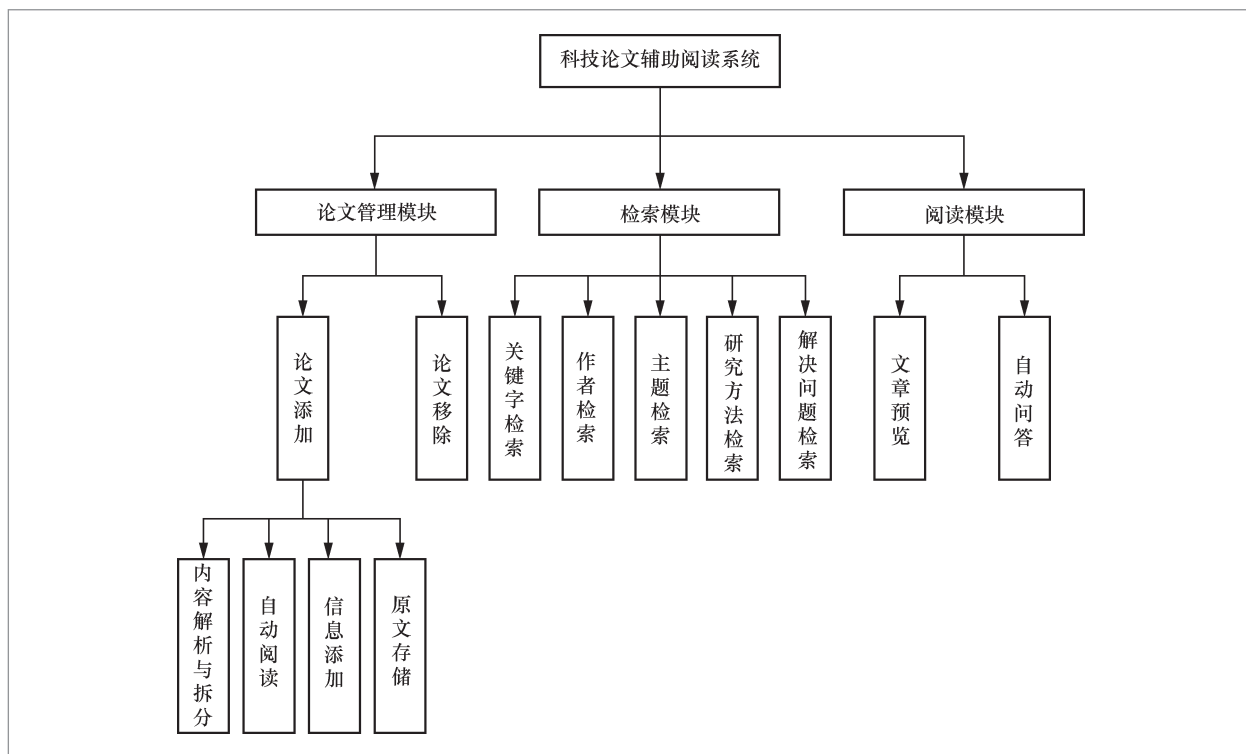 科技论文辅助阅读系统
论文管理模块
检索模块
阅读模块
论文添加
论文移除
关键字检索
作者检索
主题检索
研究方法检索
解决问题检索
文章预览
自动问答
内容解析与拆分
自动阅读
信息添加
原文存储